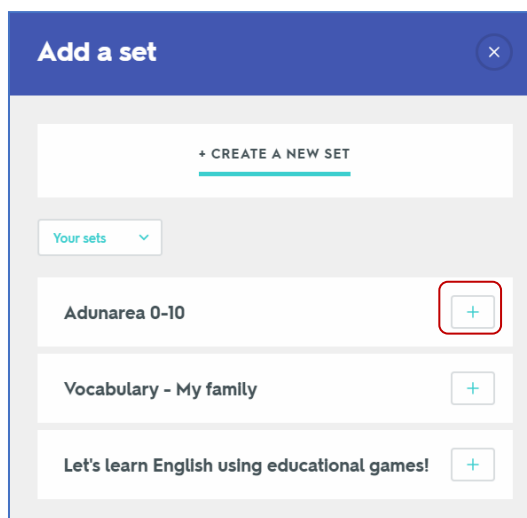 Add a set
+ CREATE A NEW SET
Your sets
Adunarea 0-10
Vocabulary - My family
Let's learn English using educational games!